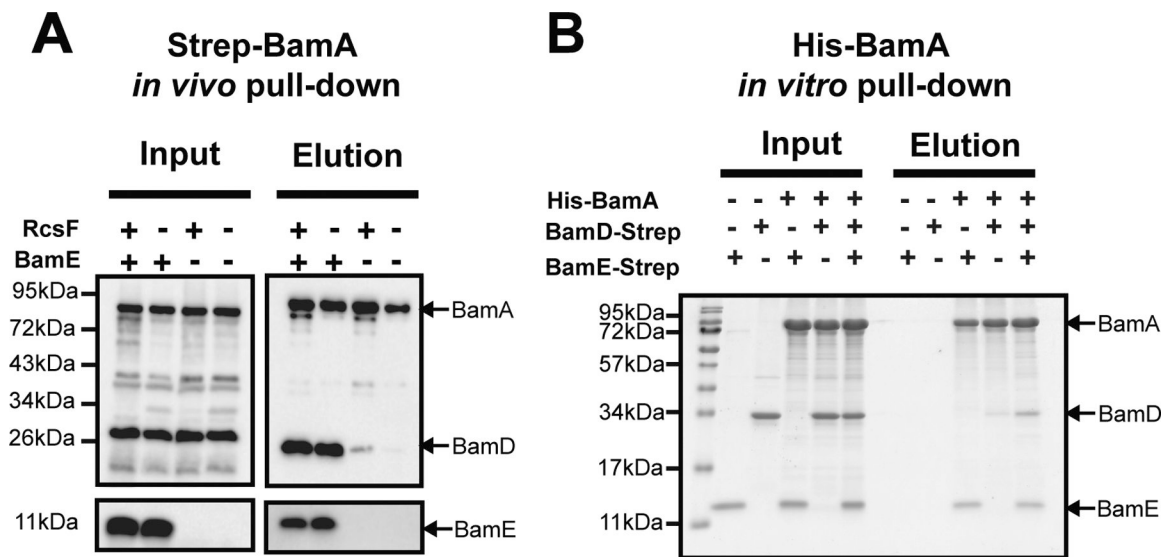 A
Strep-BamA
in vivo pull-down
Input Elution
RcsF + - + - + - + -
BamE + + - - + + - -
95kDa
72kDa
43kDa
34kDa
26kDa
11kDa
BamA
BamD
BamE
B
His-BamA
in vitro pull-down
Input Elution
His-BamA - - + + + - - + + +
BamD-Strep - + - + + - + - + +
BamE-Strep + - + - + + - + - +
95kDa
72kDa
57kDa
34kDa
17kDa
11kDa
BamA
BamD
BamE